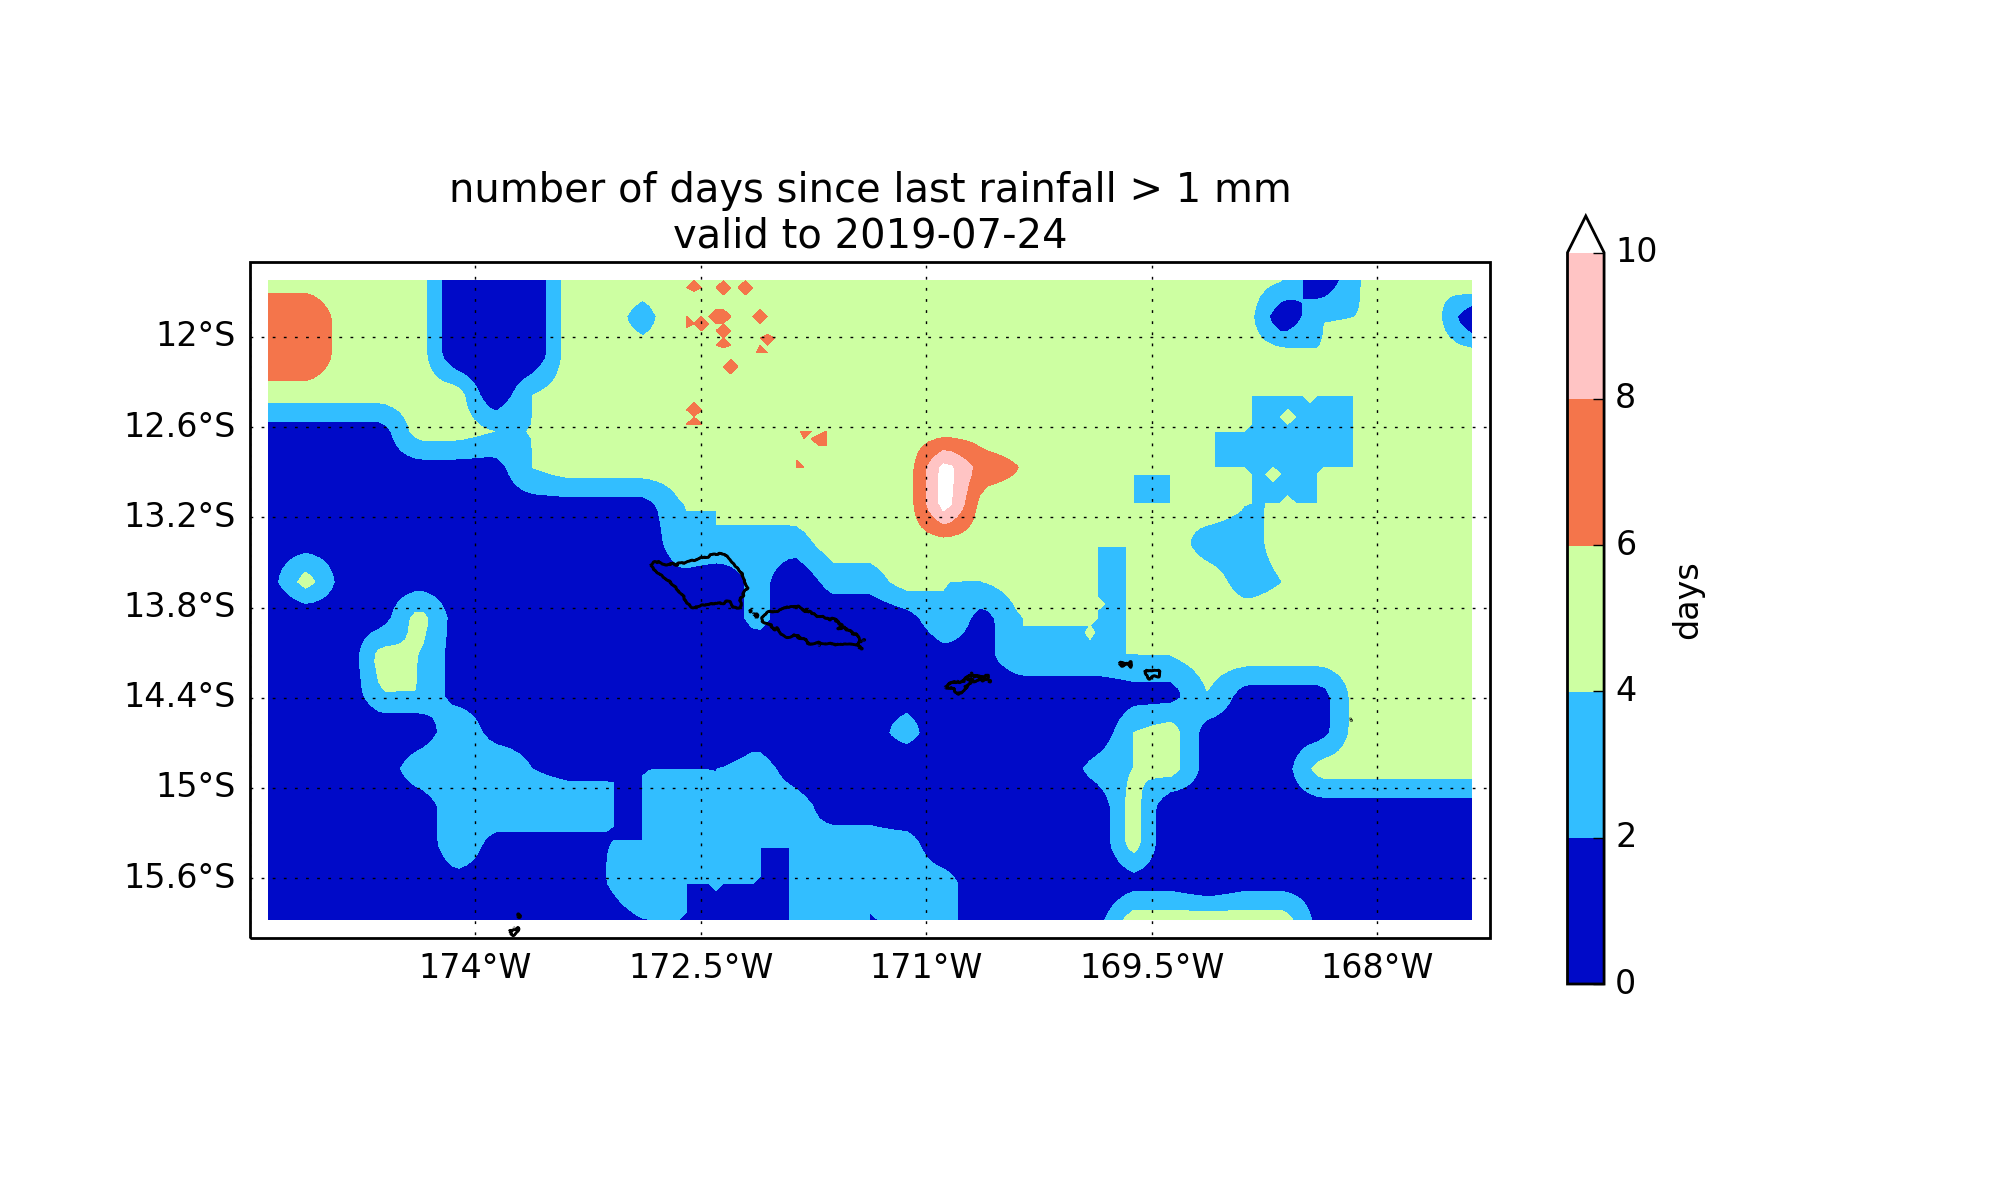 number of days since last rainfall > 1 mm
valid to 2019-07-24
12°S
12.6°S
13.2°S
13.8°S
14.4°S
15°S
15.6°S
174°W
172.5°W
171°W
169.5°W
168°W
10
8
6
4
2
0
days